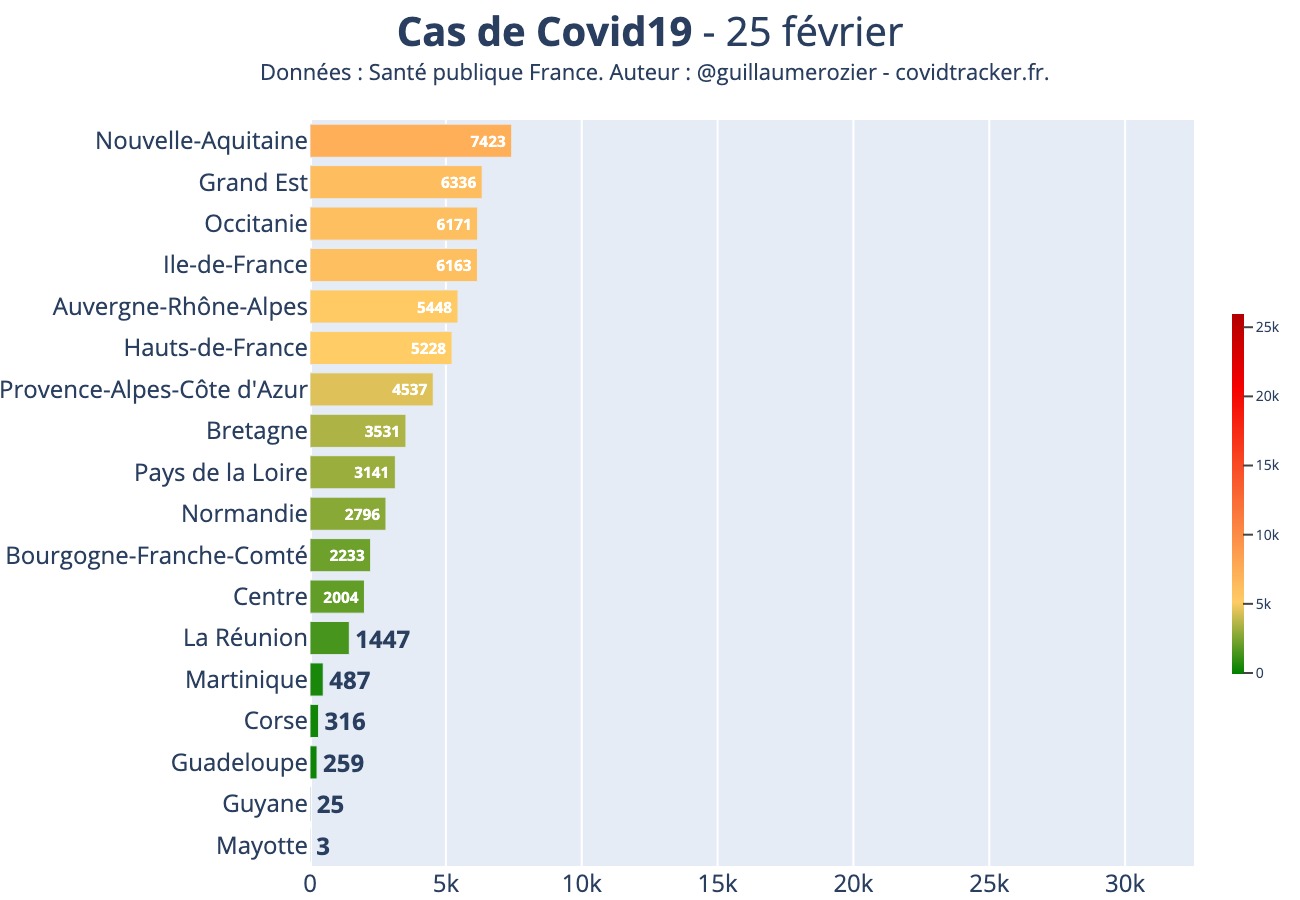 Cas de Covid19 - 25 février
Données : Santé publique France. Auteur : @guillaumerozier - covidtracker.fr.
Nouvelle-Aquitaine 7423
Grand Est 6336
Occitanie 6171
Ile-de-France 6163
Auvergne-Rhône-Alpes 5448
Hauts-de-France 5228
Provence-Alpes-Côte d'Azur 4537
Bretagne 3531
Pays de la Loire 3141
Normandie 2796
Bourgogne-Franche-Comté 2233
Centre 2004
La Réunion 1447
Martinique 487
Corse 316
Guadeloupe 259
Guyane 25
Mayotte 3
0 5k 10k 15k 20k 25k 30k
25k
20k
15k
10k
5k
0